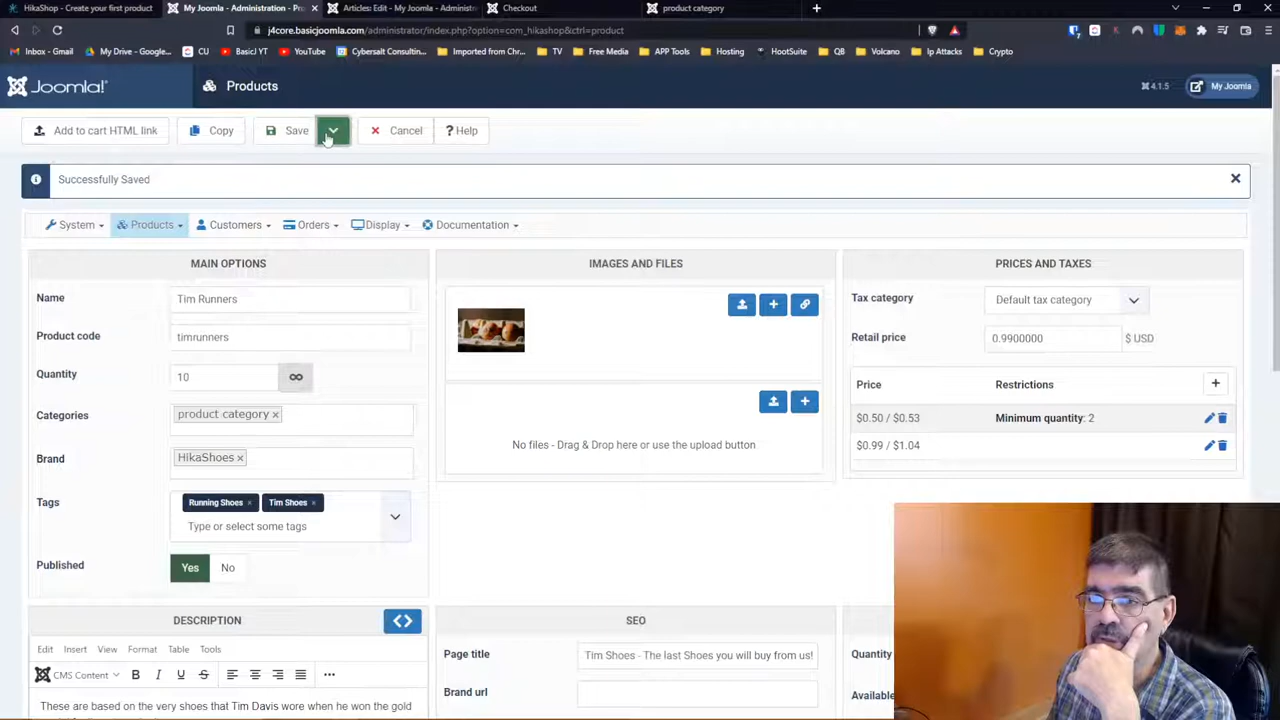 HikaShop - Create your first product
My Joomla - Administration - Pro
Articles: Edit - My Joomla - Administ
Checkout
product category
j4core.basicjoomla.com/administrator/index.php?option=com_hikashop&ctrl=product
Inbox - Gmail
My Drive - Google...
CU
BasicJ YT
YouTube
Cybersalt Consultin...
Imported from Chr...
TV
Free Media
APP Tools
Hosting
HootSuite
QB
Volcano
Ip Attacks
Crypto
Joomla!
Products
4.1.5
My Joomla
Add to cart HTML link
Copy
Save
Cancel
? Help
Successfully Saved
System
Products
Customers
Orders
Display
Documentation
MAIN OPTIONS
Name
Tim Runners
Product code
timrunners
Quantity
10
Categories
product category ×
Brand
HikaShoes ×
Tags
Running Shoes ×
Tim Shoes ×
Type or select some tags
Published
Yes
No
IMAGES AND FILES
No files - Drag & Drop here or use the upload button
PRICES AND TAXES
Tax category
Default tax category
Retail price
0.9900000
$ USD
Price
Restrictions
$0.50 / $0.53
Minimum quantity: 2
$0.99 / $1.04
DESCRIPTION
Edit
Insert
View
Format
Table
Tools
CMS Content
B
I
U
S
These are based on the very shoes that Tim Davis wore when he won the gold
SEO
Page title
Tim Shoes - The last Shoes you will buy from us!
Brand url
Quantity
Available